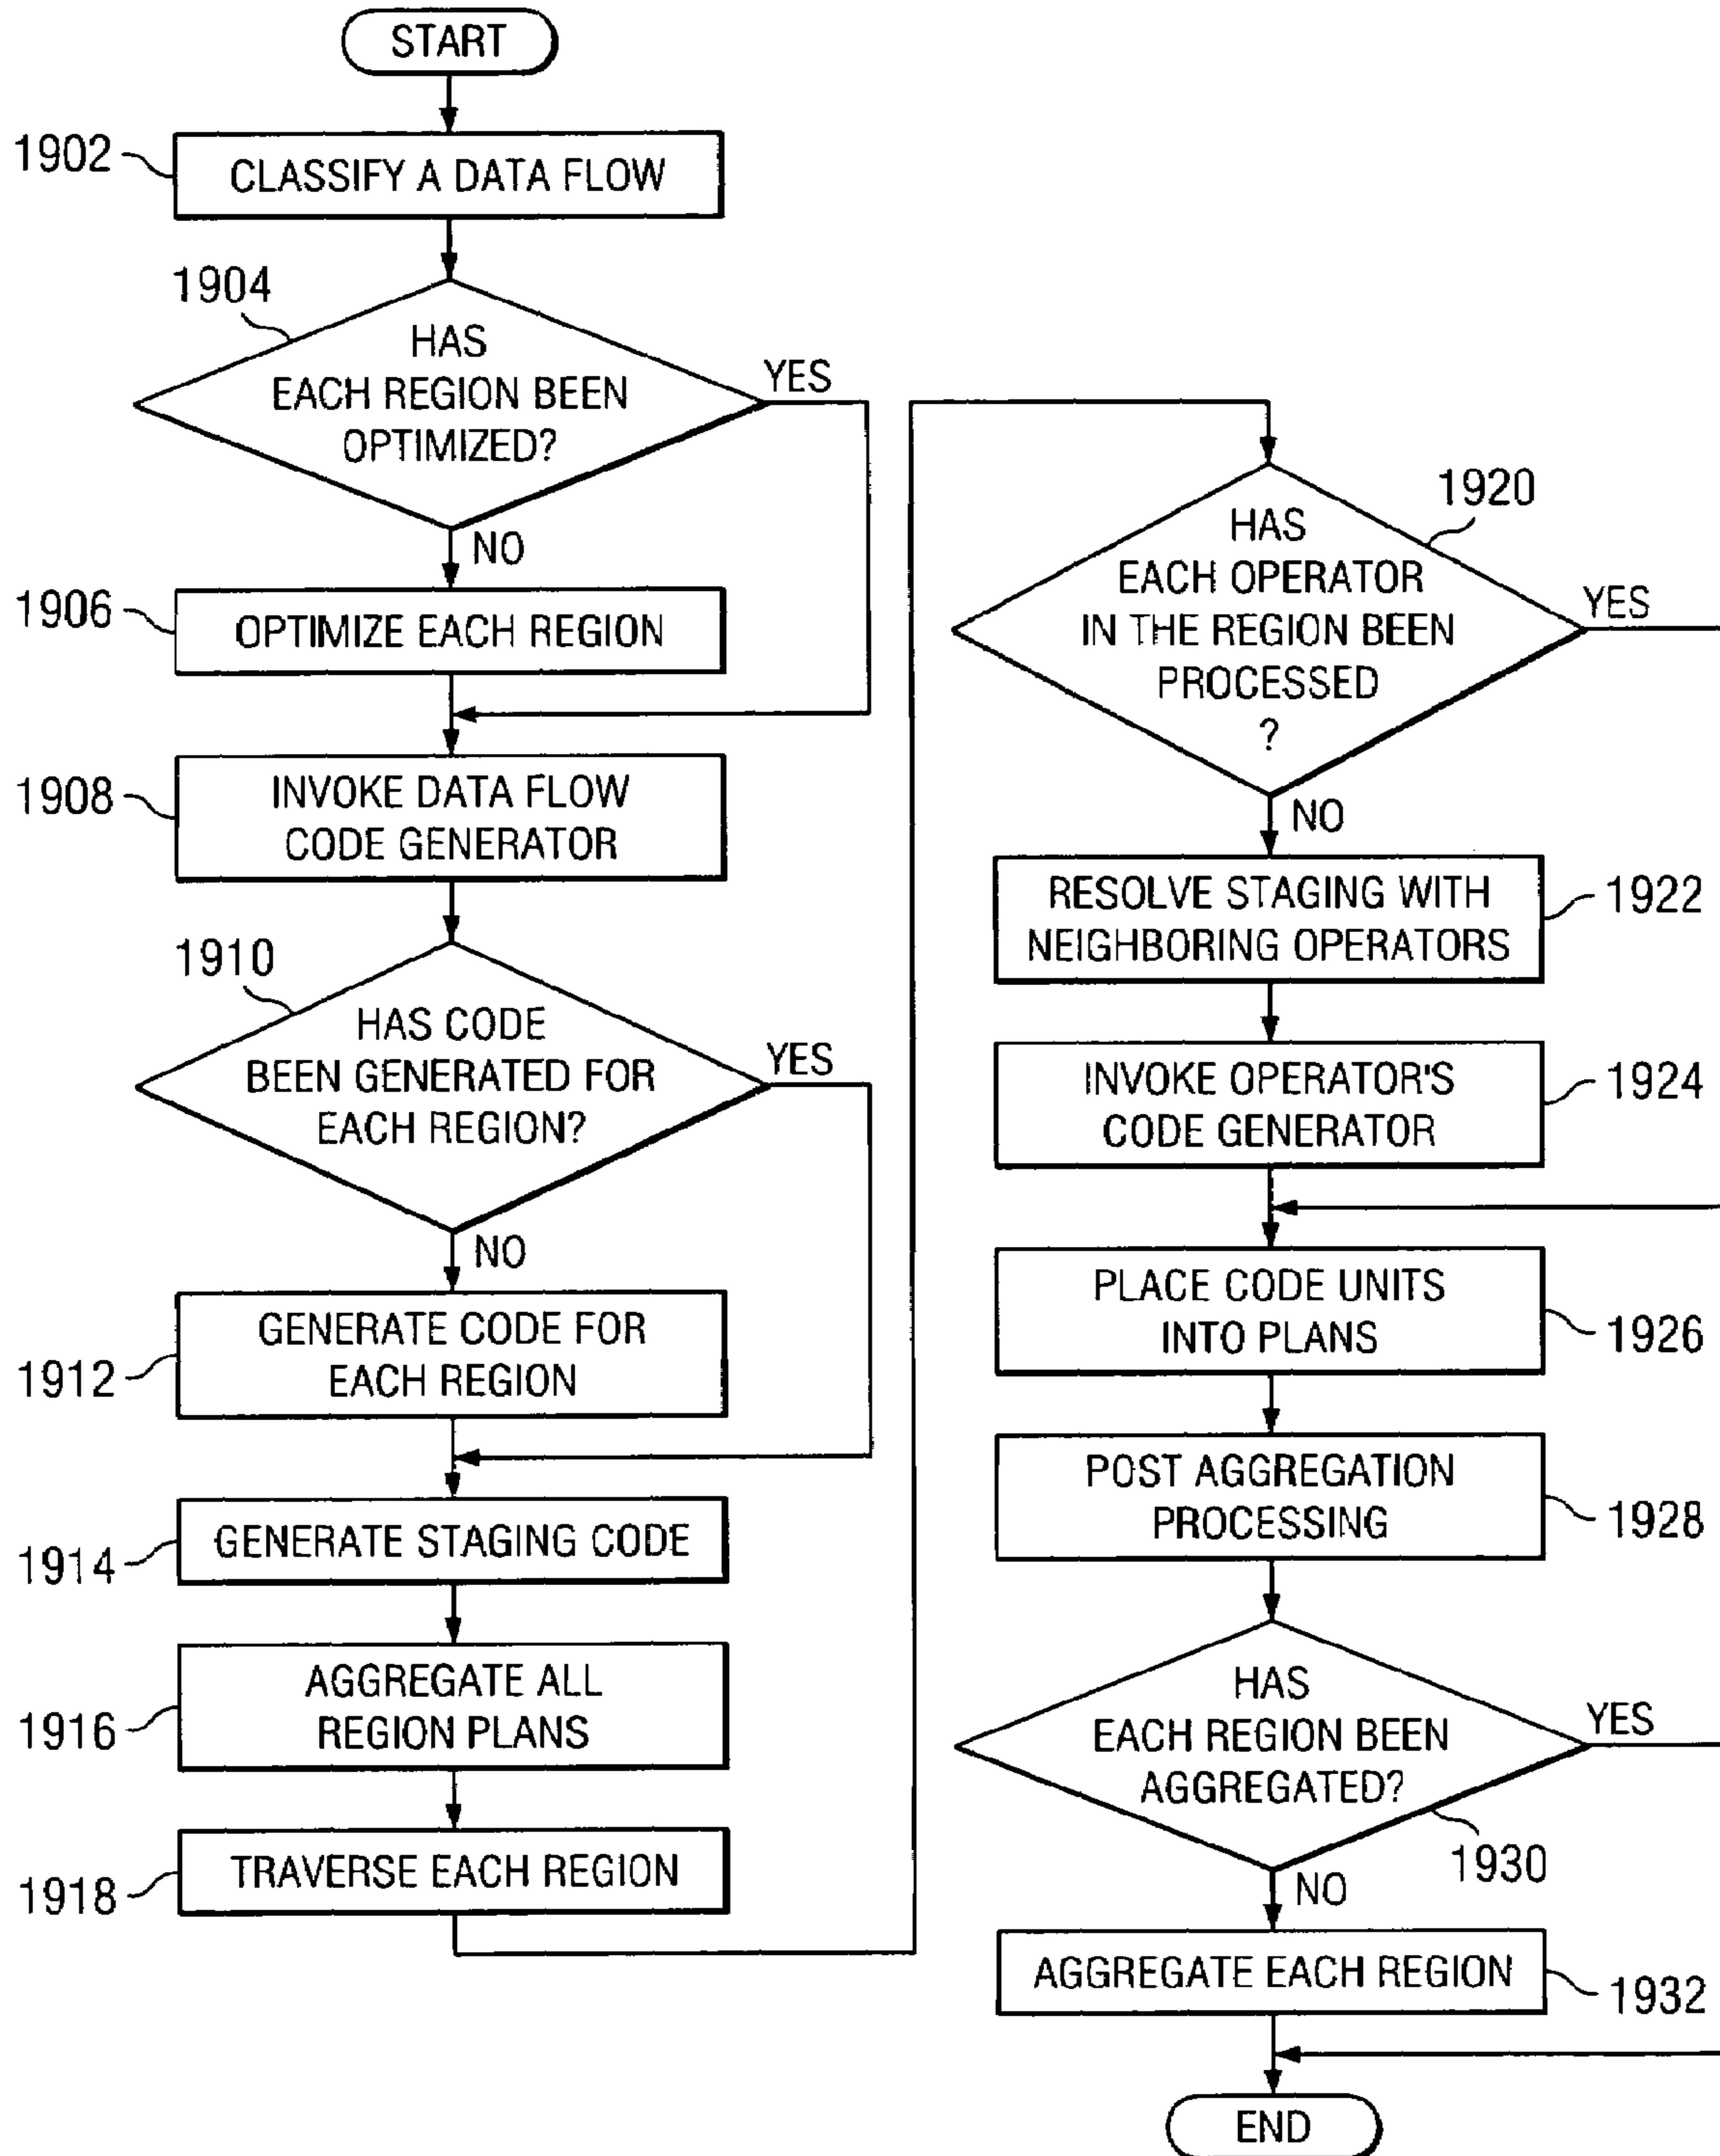 START
1902
CLASSIFY A DATA FLOW
1904
HAS
EACH REGION BEEN
OPTIMIZED?
YES
NO
1906
OPTIMIZE EACH REGION
1908
INVOKE DATA FLOW
CODE GENERATOR
1910
HAS CODE
BEEN GENERATED FOR
EACH REGION?
YES
NO
1912
GENERATE CODE FOR
EACH REGION
1914
GENERATE STAGING CODE
1916
AGGREGATE ALL
REGION PLANS
1918
TRAVERSE EACH REGION
1920
HAS
EACH OPERATOR
IN THE REGION BEEN
PROCESSED
?
YES
NO
RESOLVE STAGING WITH
NEIGHBORING OPERATORS
1922
INVOKE OPERATOR'S
CODE GENERATOR
1924
PLACE CODE UNITS
INTO PLANS
1926
POST AGGREGATION
PROCESSING
1928
HAS
EACH REGION BEEN
AGGREGATED?
YES
1930
NO
AGGREGATE EACH REGION
1932
END